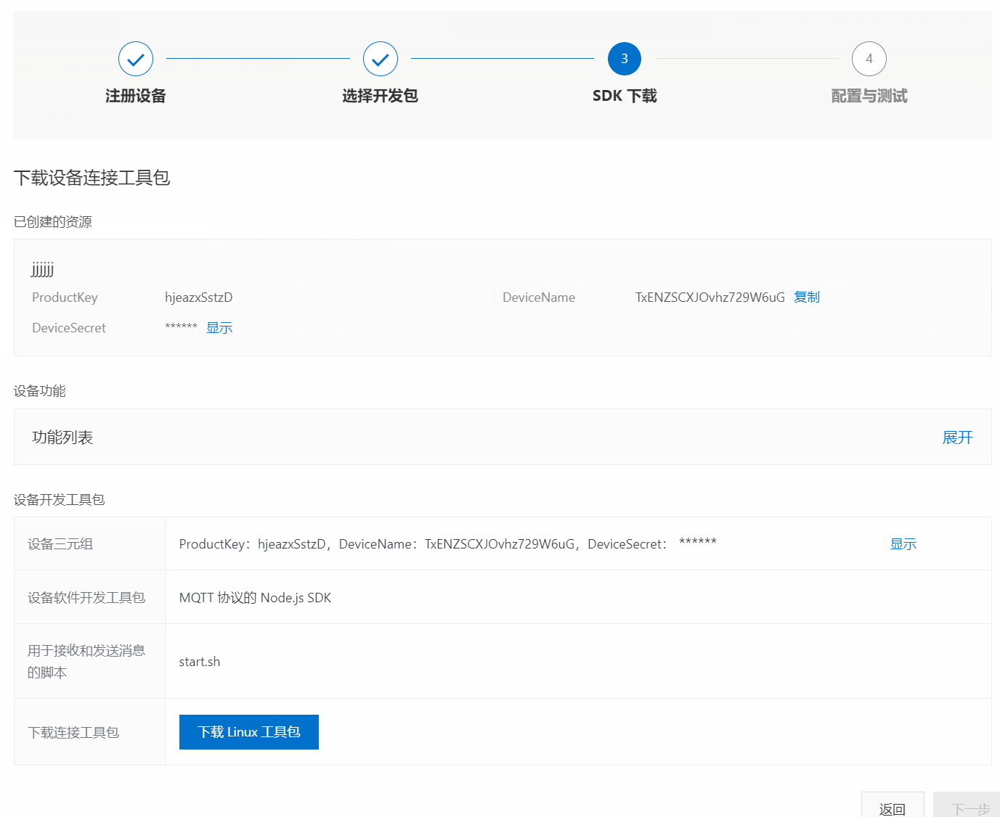 3
4
注册设备
选择开发包
SDK 下载
配置与测试
下载设备连接工具包
已创建的资源
jjjjjj
ProductKey hjeazxSstzD DeviceName TxENZSCXJOvhz729W6uG 复制
DeviceSecret ****** 显示
设备功能
功能列表 展开
设备开发工具包
设备三元组 ProductKey：hjeazxSstzD，DeviceName：TxENZSCXJOvhz729W6uG，DeviceSecret： ****** 显示
设备软件开发工具包 MQTT 协议的 Node.js SDK
用于接收和发送消息
的脚本
start.sh
下载连接工具包 下载 Linux 工具包
返回 下一步